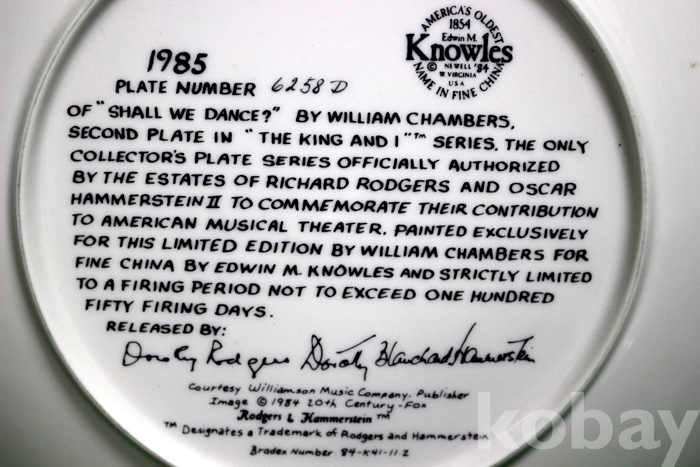 AMERICA'S OLDEST
1854
Edwin M.
Knowles
© NEWELL '84
W VIRGINIA
USA
NAME IN FINE CHINA
1985
PLATE NUMBER 6258D
OF "SHALL WE DANCE?" BY WILLIAM CHAMBERS,
SECOND PLATE IN "THE KING AND I"™ SERIES. THE ONLY
COLLECTOR'S PLATE SERIES OFFICIALLY AUTHORIZED
BY THE ESTATES OF RICHARD RODGERS AND OSCAR
HAMMERSTEIN II TO COMMEMORATE THEIR CONTRIBUTION
TO AMERICAN MUSICAL THEATER. PAINTED EXCLUSIVELY
FOR THIS LIMITED EDITION BY WILLIAM CHAMBERS FOR
FINE CHINA BY EDWIN M. KNOWLES AND STRICTLY LIMITED
TO A FIRING PERIOD NOT TO EXCEED ONE HUNDRED
FIFTY FIRING DAYS.
RELEASED BY:
Dorothy Rodgers Dorothy Blanchard Hammerstein
Courtesy Williamson Music Company, Publisher
Image © 1984 20th Century-Fox
Rodgers & Hammerstein™
™ Designates a Trademark of Rodgers and Hammerstein
Bradex Number 84-K41-11.2
kobay